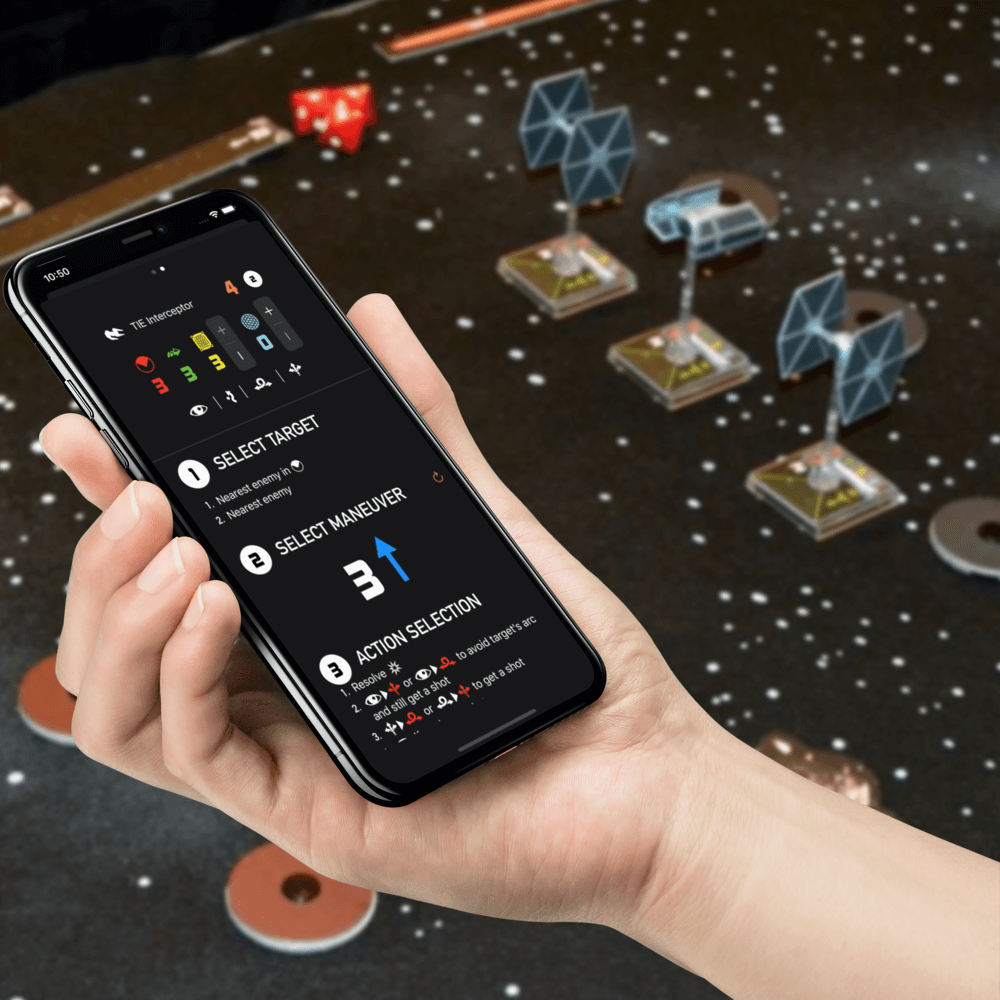 10:50
TIE Interceptor
4 2
3 3 3 + − 0 + −
1 SELECT TARGET
1. Nearest enemy in
2. Nearest enemy
2 SELECT MANEUVER
3
3 ACTION SELECTION
1. Resolve
2. or to avoid target's arc
and still get a shot
3. or to get a shot